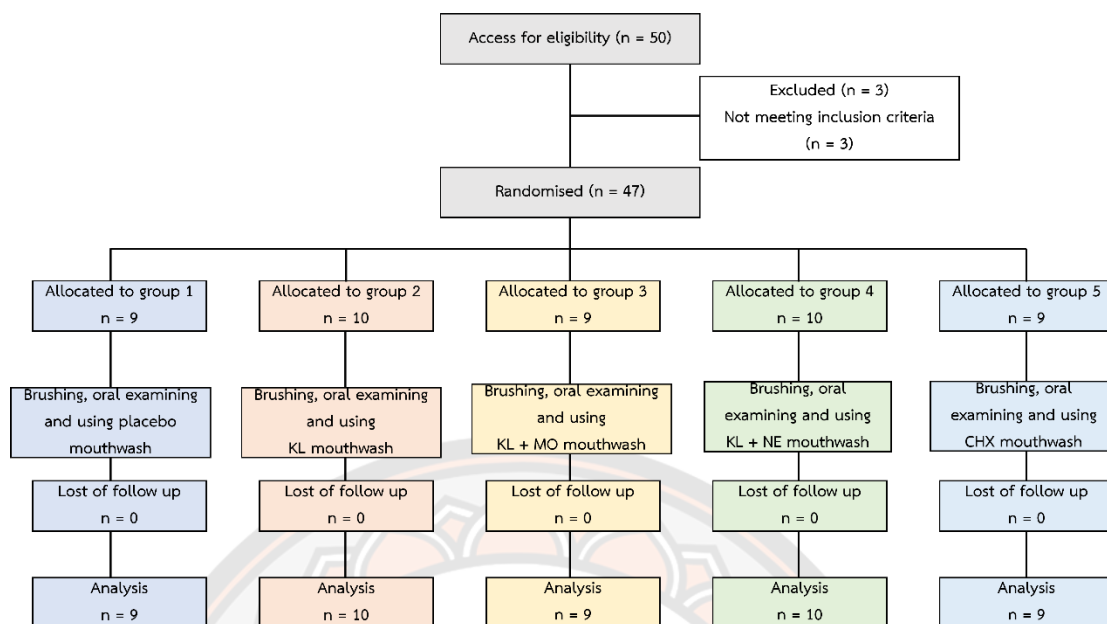 Access for eligibility (n = 50)
Excluded (n = 3)
Not meeting inclusion criteria
(n = 3)
Randomised (n = 47)
Allocated to group 1
n = 9
Allocated to group 2
n = 10
Allocated to group 3
n = 9
Allocated to group 4
n = 10
Allocated to group 5
n = 9
Brushing, oral examining
and using placebo
mouthwash
Brushing, oral examining
and using
KL mouthwash
Brushing, oral examining
and using
KL + MO mouthwash
Brushing, oral
examining and using
KL + NE mouthwash
Brushing, oral
examining and using
CHX mouthwash
Lost of follow up
n = 0
Lost of follow up
n = 0
Lost of follow up
n = 0
Lost of follow up
n = 0
Lost of follow up
n = 0
Analysis
n = 9
Analysis
n = 10
Analysis
n = 9
Analysis
n = 10
Analysis
n = 9